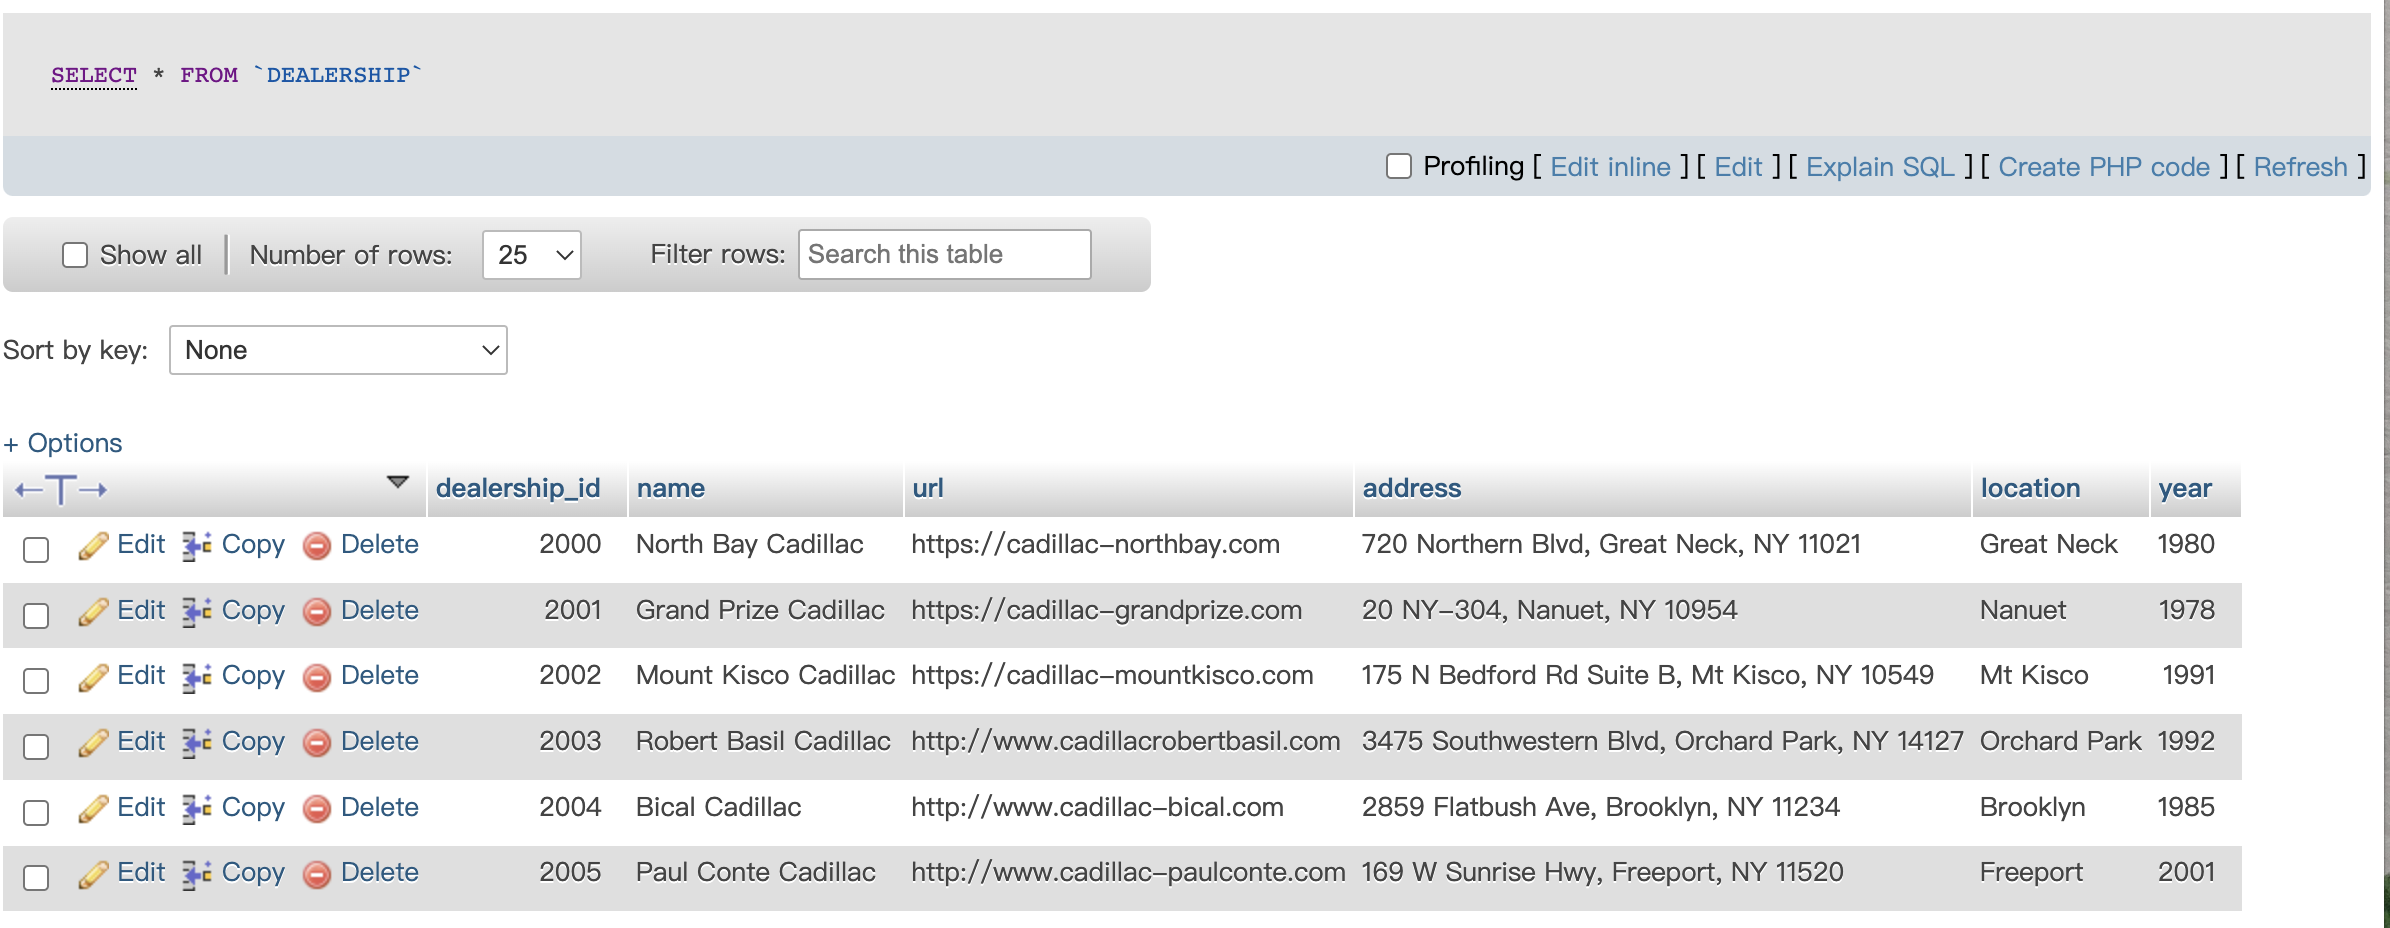 SELECT * FROM `DEALERSHIP`
Profiling [ Edit inline ] [ Edit ] [ Explain SQL ] [ Create PHP code ] [ Refresh ]
Show all Number of rows: 25 Filter rows: Search this table
Sort by key: None
+ Options
←T→ dealership_id name url address location year
Edit Copy Delete 2000 North Bay Cadillac https://cadillac-northbay.com 720 Northern Blvd, Great Neck, NY 11021 Great Neck 1980
Edit Copy Delete 2001 Grand Prize Cadillac https://cadillac-grandprize.com 20 NY-304, Nanuet, NY 10954 Nanuet 1978
Edit Copy Delete 2002 Mount Kisco Cadillac https://cadillac-mountkisco.com 175 N Bedford Rd Suite B, Mt Kisco, NY 10549 Mt Kisco 1991
Edit Copy Delete 2003 Robert Basil Cadillac http://www.cadillacrobertbasil.com 3475 Southwestern Blvd, Orchard Park, NY 14127 Orchard Park 1992
Edit Copy Delete 2004 Bical Cadillac http://www.cadillac-bical.com 2859 Flatbush Ave, Brooklyn, NY 11234 Brooklyn 1985
Edit Copy Delete 2005 Paul Conte Cadillac http://www.cadillac-paulconte.com 169 W Sunrise Hwy, Freeport, NY 11520 Freeport 2001